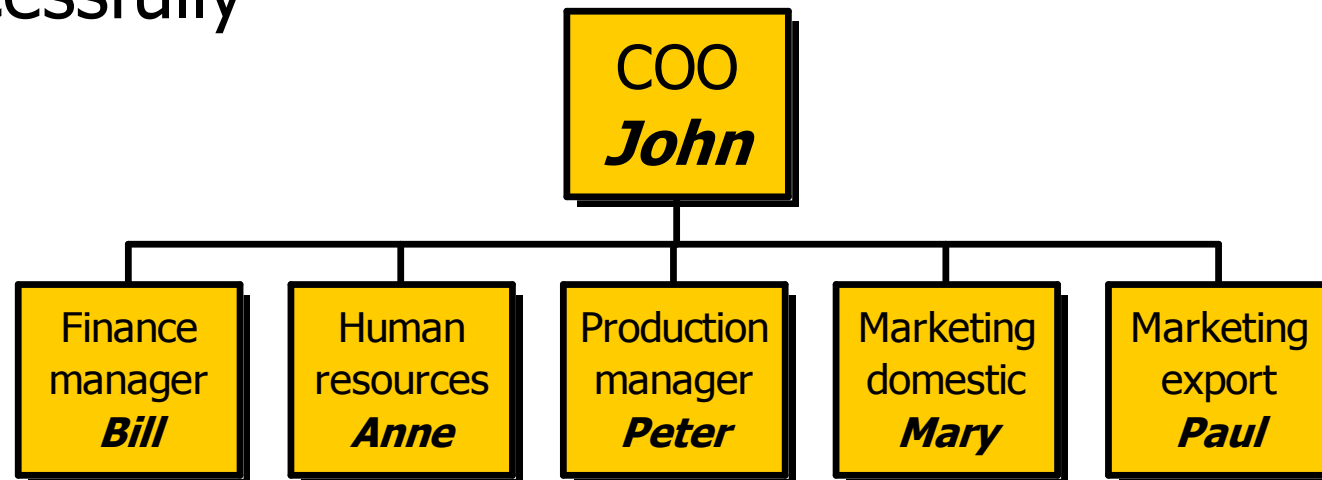 COO
John
Finance
manager
Bill
Human
resources
Anne
Production
manager
Peter
Marketing
domestic
Mary
Marketing
export
Paul